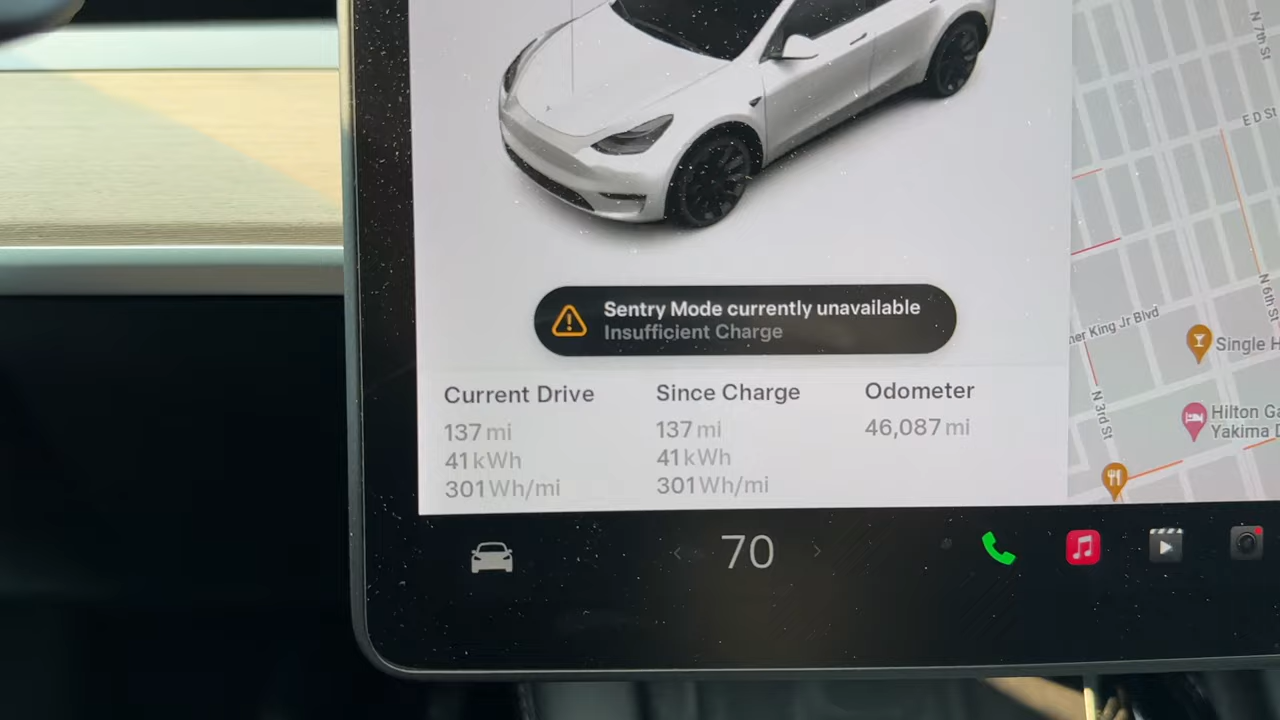 N 7th St
E D St
Sentry Mode currently unavailable
Insufficient Charge
N 6th St
ner King Jr Blvd
Single H
Current Drive
137 mi
41 kWh
301 Wh/mi
Since Charge
137 mi
41 kWh
301 Wh/mi
Odometer
46,087 mi
N 3rd St
Hilton Ga
Yakima D
70